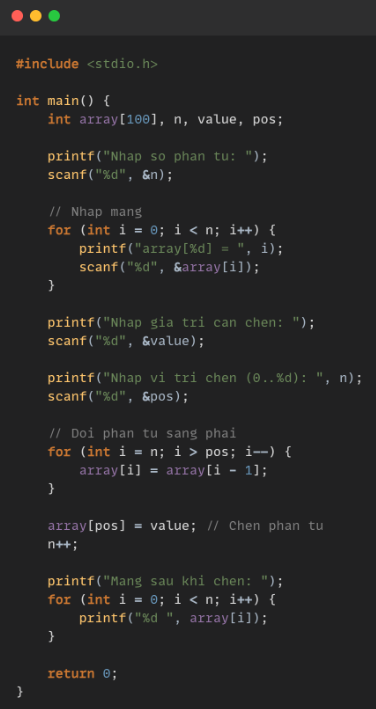 #include <stdio.h>

int main() {
    int array[100], n, value, pos;

    printf("Nhap so phan tu: ");
    scanf("%d", &n);

    // Nhap mang
    for (int i = 0; i < n; i++) {
        printf("array[%d] = ", i);
        scanf("%d", &array[i]);
    }

    printf("Nhap gia tri can chen: ");
    scanf("%d", &value);

    printf("Nhap vi tri chen (0..%d): ", n);
    scanf("%d", &pos);

    // Doi phan tu sang phai
    for (int i = n; i > pos; i--) {
        array[i] = array[i - 1];
    }

    array[pos] = value; // Chen phan tu
    n++;

    printf("Mang sau khi chen: ");
    for (int i = 0; i < n; i++) {
        printf("%d ", array[i]);
    }

    return 0;
}